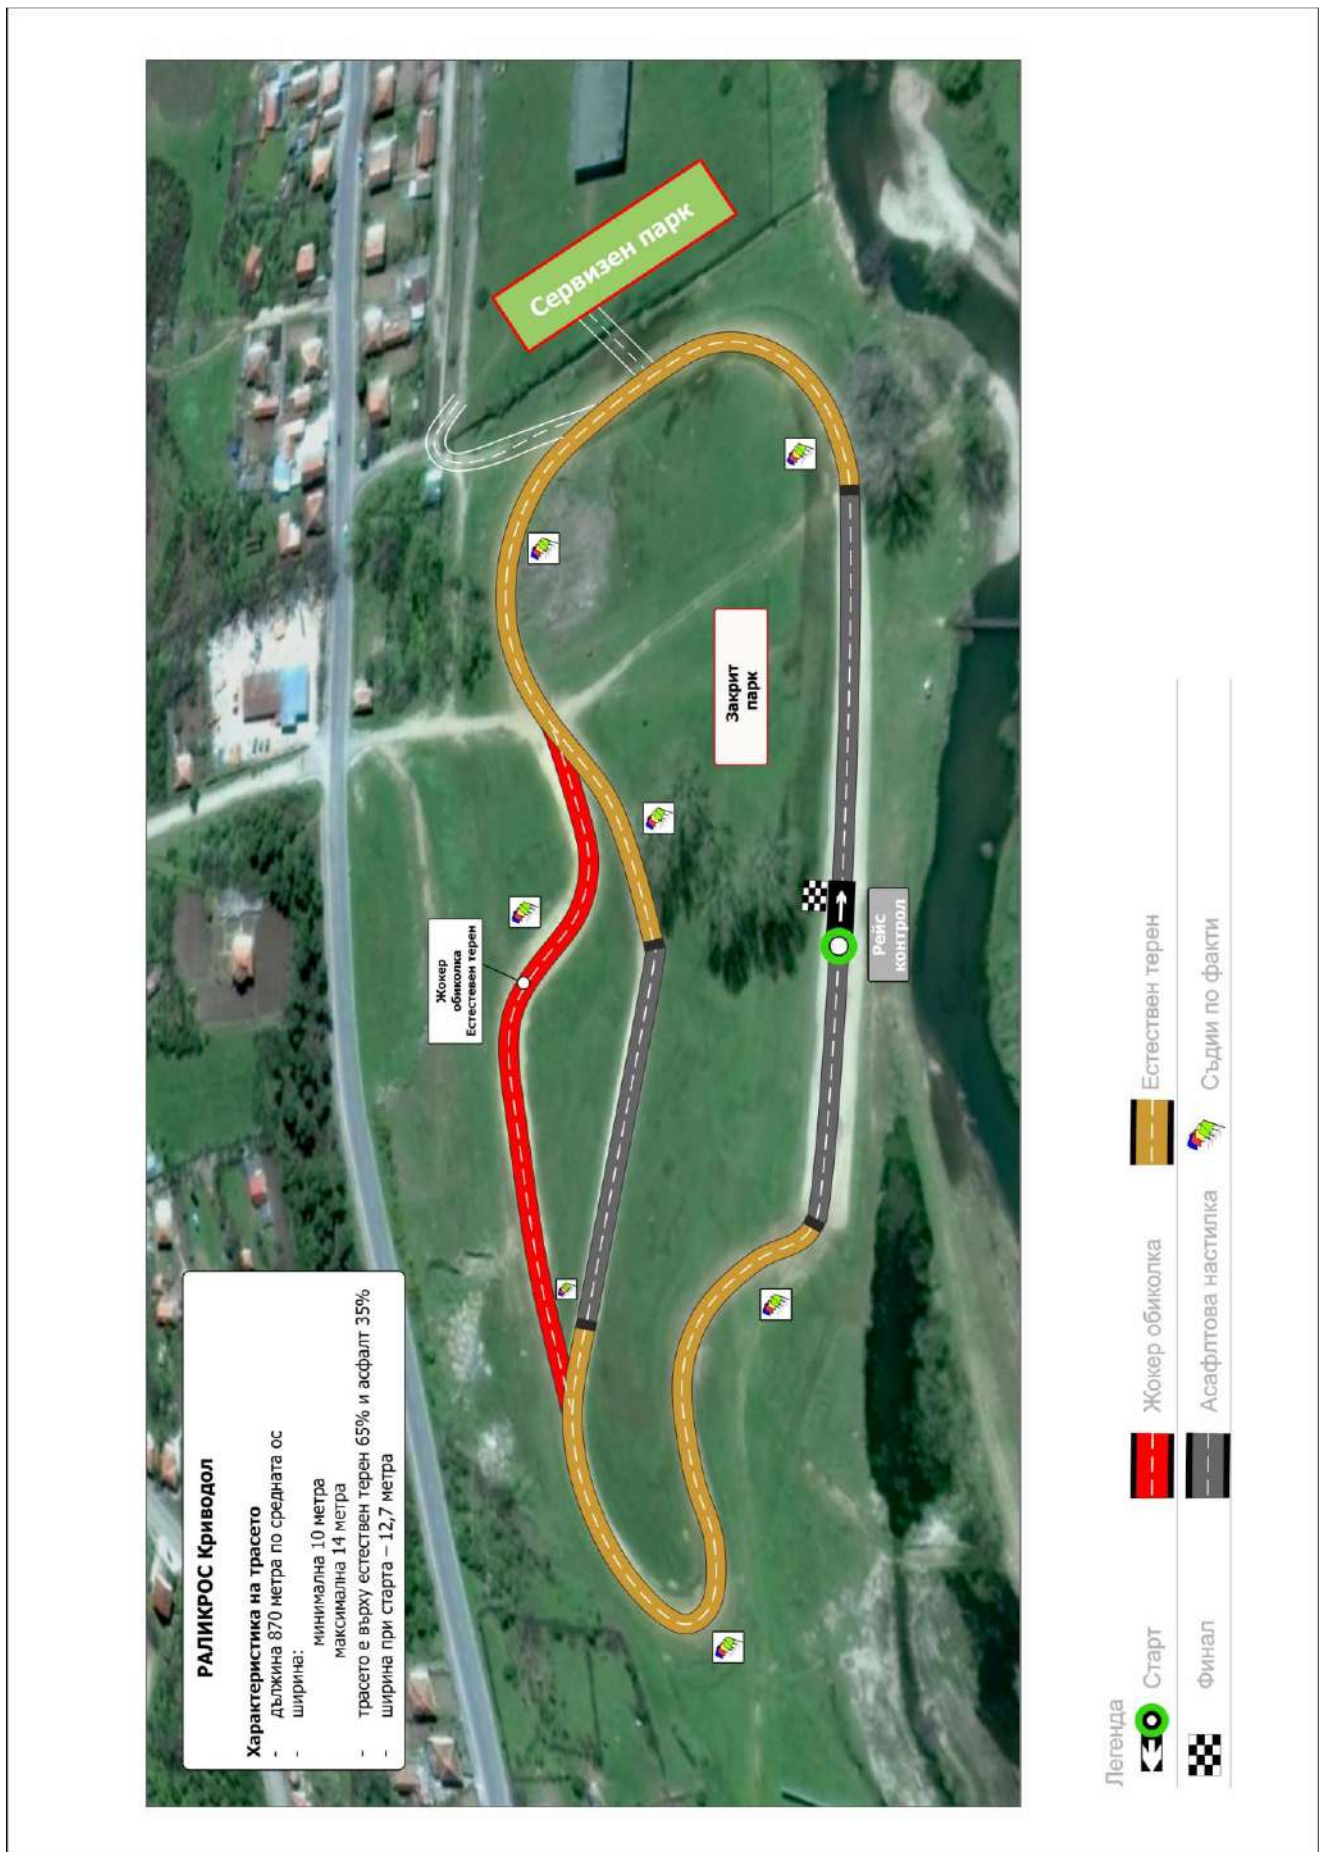 РАЛИКРОС Криводол
Характеристика на трасето
- дължина 870 метра по средната ос
- ширина:
минимална 10 метра
максимална 14 метра
- трасето е върху естествен терен 65% и асфалт 35%
- ширина при старта – 12,7 метра
Жокер
обиколка
Естествен терен
Сервизен парк
Закрит
парк
Рейс
контрол
Легенда
Старт
Жокер обиколка
Естествен терен
Финал
Асафлтова настилка
Съдии по факти